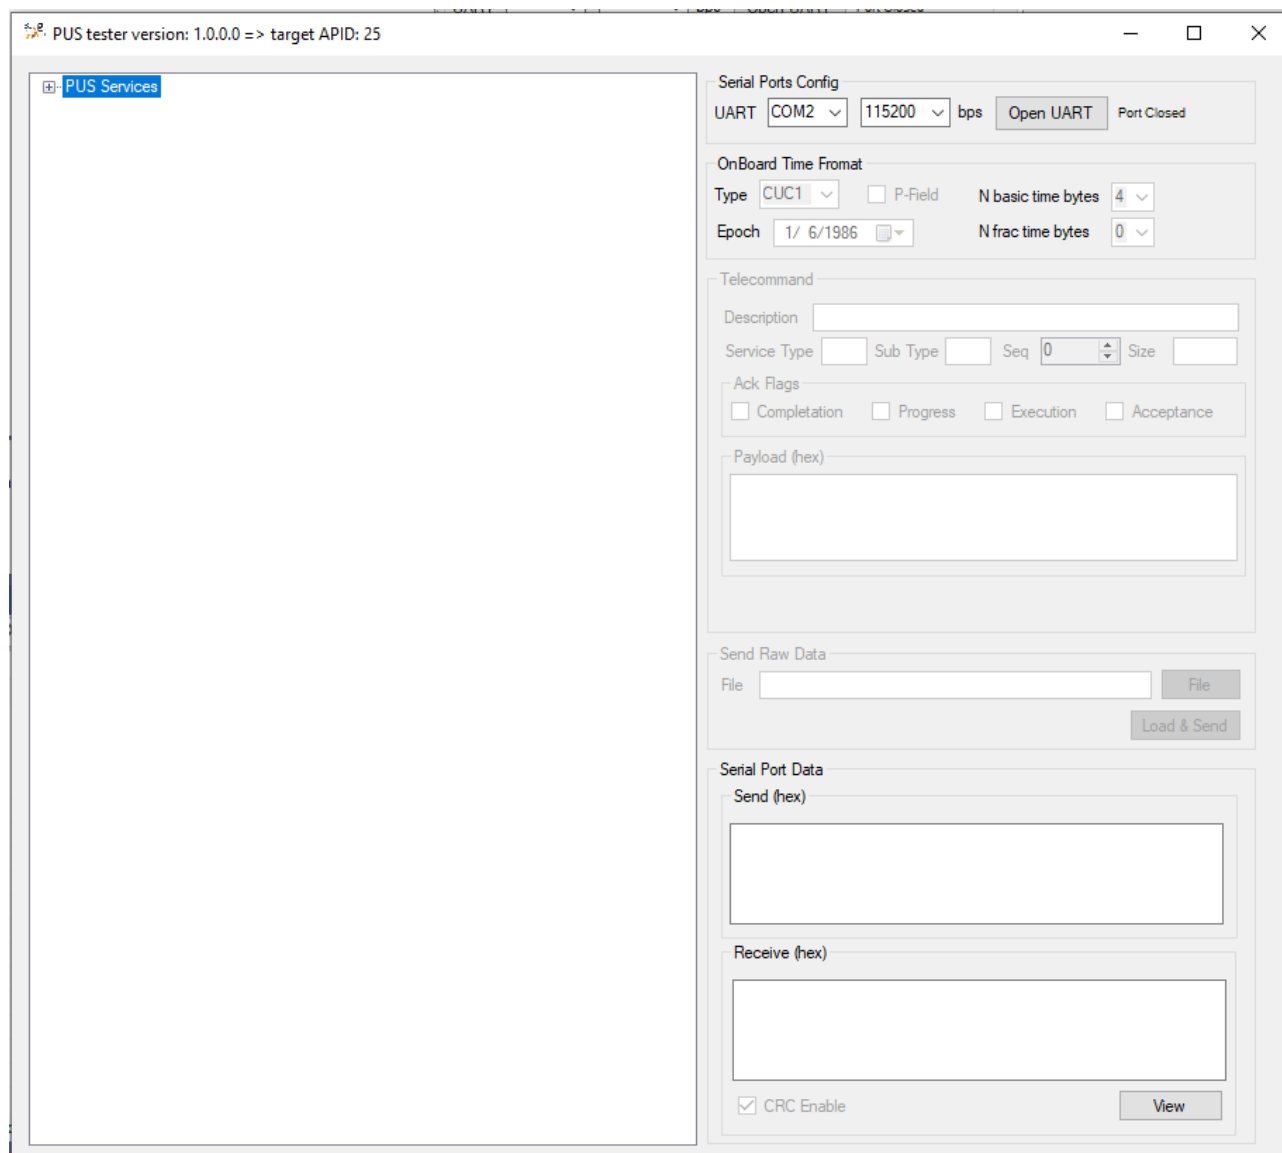 PUS tester version: 1.0.0.0 => target APID: 25
PUS Services
Serial Ports Config
UART COM2 115200 bps Open UART Port Closed
OnBoard Time Fromat
Type CUC1 P-Field N basic time bytes 4
Epoch 1/ 6/1986 N frac time bytes 0
Telecommand
Description
Service Type Sub Type Seq 0 Size
Ack Flags
Completation Progress Execution Acceptance
Payload (hex)
Send Raw Data
File File
Load & Send
Serial Port Data
Send (hex)
Receive (hex)
CRC Enable View